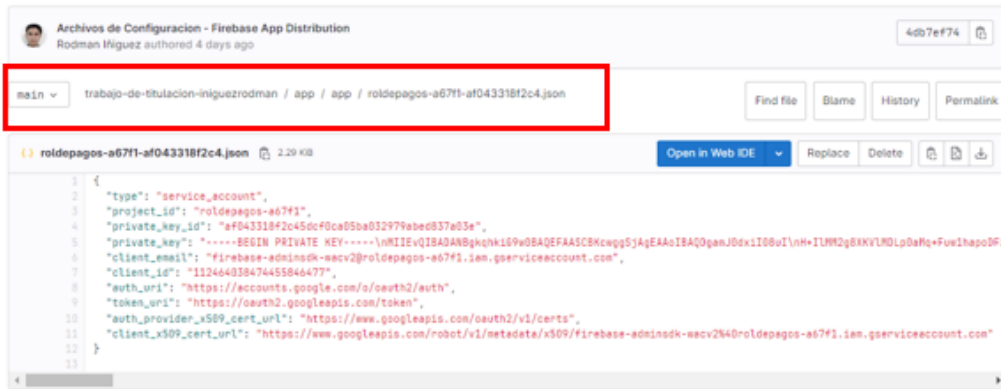 Archivos de Configuracion - Firebase App Distribution
Rodman Iñiguez authored 4 days ago
4db7ef74
main
trabajo-de-titulacion-iniguezrodman / app / app / roldepagos-a67f1-af043318f2c4.json
Find file Blame History Permalink
{} roldepagos-a67f1-af043318f2c4.json 2.29 KiB
Open in Web IDE Replace Delete
1 {
2 "type": "service_account",
3 "project_id": "roldepagos-a67f1",
4 "private_key_id":
5 "private_key": "-----BEGIN PRIVATE KEY-----\n
6 "client_email": "firebase-adminsdk-macv2@roldepagos-a67f1.iam.gserviceaccount.com",
7 "client_id": "112464038474455846477",
8 "auth_uri": "https://accounts.google.com/o/oauth2/auth",
9 "token_uri": "https://oauth2.googleapis.com/token",
10 "auth_provider_x509_cert_url": "https://www.googleapis.com/oauth2/v1/certs",
11 "client_x509_cert_url": "https://www.googleapis.com/robot/v1/metadata/x509/firebase-adminsdk-macv2%40roldepagos-a67f1.iam.gserviceaccount.com"
12 }
13